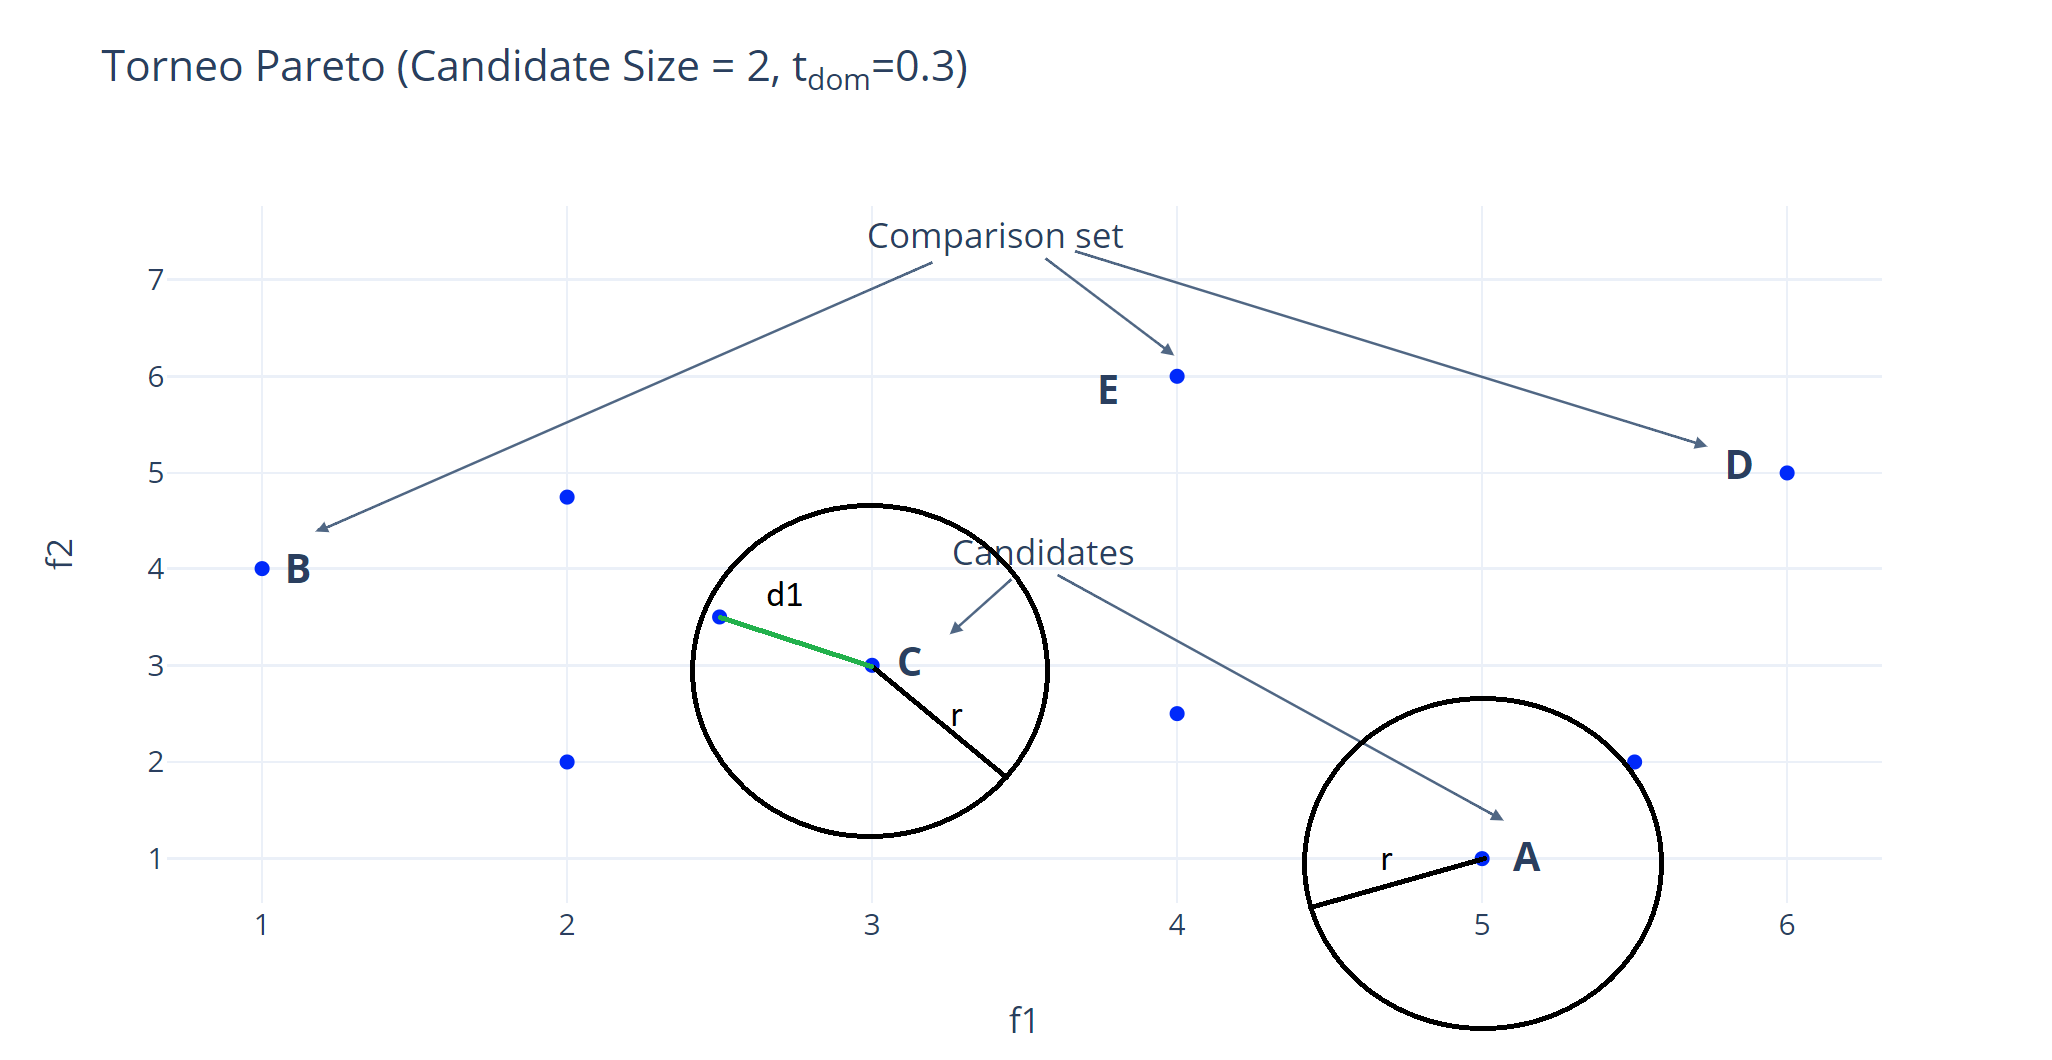 Torneo Pareto (Candidate Size = 2, t_dom=0.3)
Comparison set
7
6
E
5
D
f2
Candidates
4
B
d1
3
C
r
2
1
r
A
1 2 3 4 5 6
f1